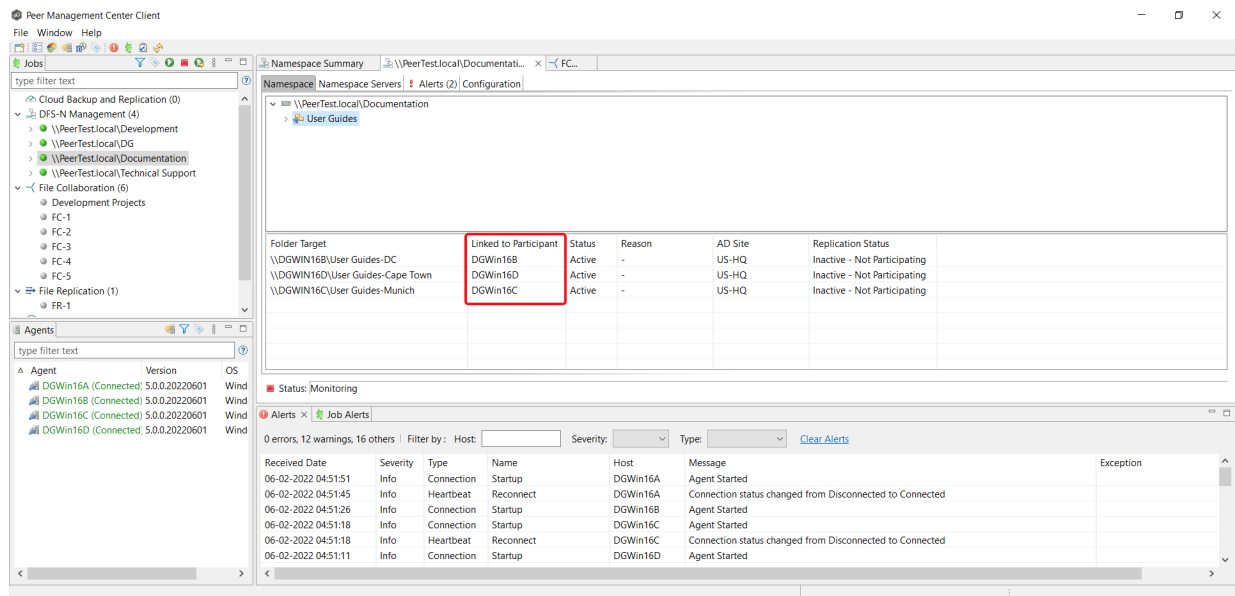 Peer Management Center Client
File Window Help
Jobs
type filter text
Cloud Backup and Replication (0)
DFS-N Management (4)
\\PeerTest.local\Development
\\PeerTest.local\DG
\\PeerTest.local\Documentation
\\PeerTest.local\Technical Support
File Collaboration (6)
Development Projects
FC-1
FC-2
FC-3
FC-4
FC-5
File Replication (1)
FR-1
Agents
type filter text
Agent Version OS
DGWin16A (Connected) 5.0.0.20220601 Wind
DGWin16B (Connected) 5.0.0.20220601 Wind
DGWin16C (Connected) 5.0.0.20220601 Wind
DGWin16D (Connected) 5.0.0.20220601 Wind
Namespace Summary \\PeerTest.local\Documentati... FC...
Namespace Namespace Servers Alerts (2) Configuration
\\PeerTest.local\Documentation
User Guides
Folder Target Linked to Participant Status Reason AD Site Replication Status
\\DGWIN16B\User Guides-DC DGWin16B Active - US-HQ Inactive - Not Participating
\\DGWIN16D\User Guides-Cape Town DGWin16D Active - US-HQ Inactive - Not Participating
\\DGWIN16C\User Guides-Munich DGWin16C Active - US-HQ Inactive - Not Participating
Status: Monitoring
Alerts Job Alerts
0 errors, 12 warnings, 16 others Filter by : Host: Severity: Type: Clear Alerts
Received Date Severity Type Name Host Message Exception
06-02-2022 04:51:51 Info Connection Startup DGWin16A Agent Started
06-02-2022 04:51:45 Info Heartbeat Reconnect DGWin16A Connection status changed from Disconnected to Connected
06-02-2022 04:51:26 Info Connection Startup DGWin16B Agent Started
06-02-2022 04:51:18 Info Connection Startup DGWin16C Agent Started
06-02-2022 04:51:18 Info Heartbeat Reconnect DGWin16C Connection status changed from Disconnected to Connected
06-02-2022 04:51:11 Info Connection Startup DGWin16D Agent Started